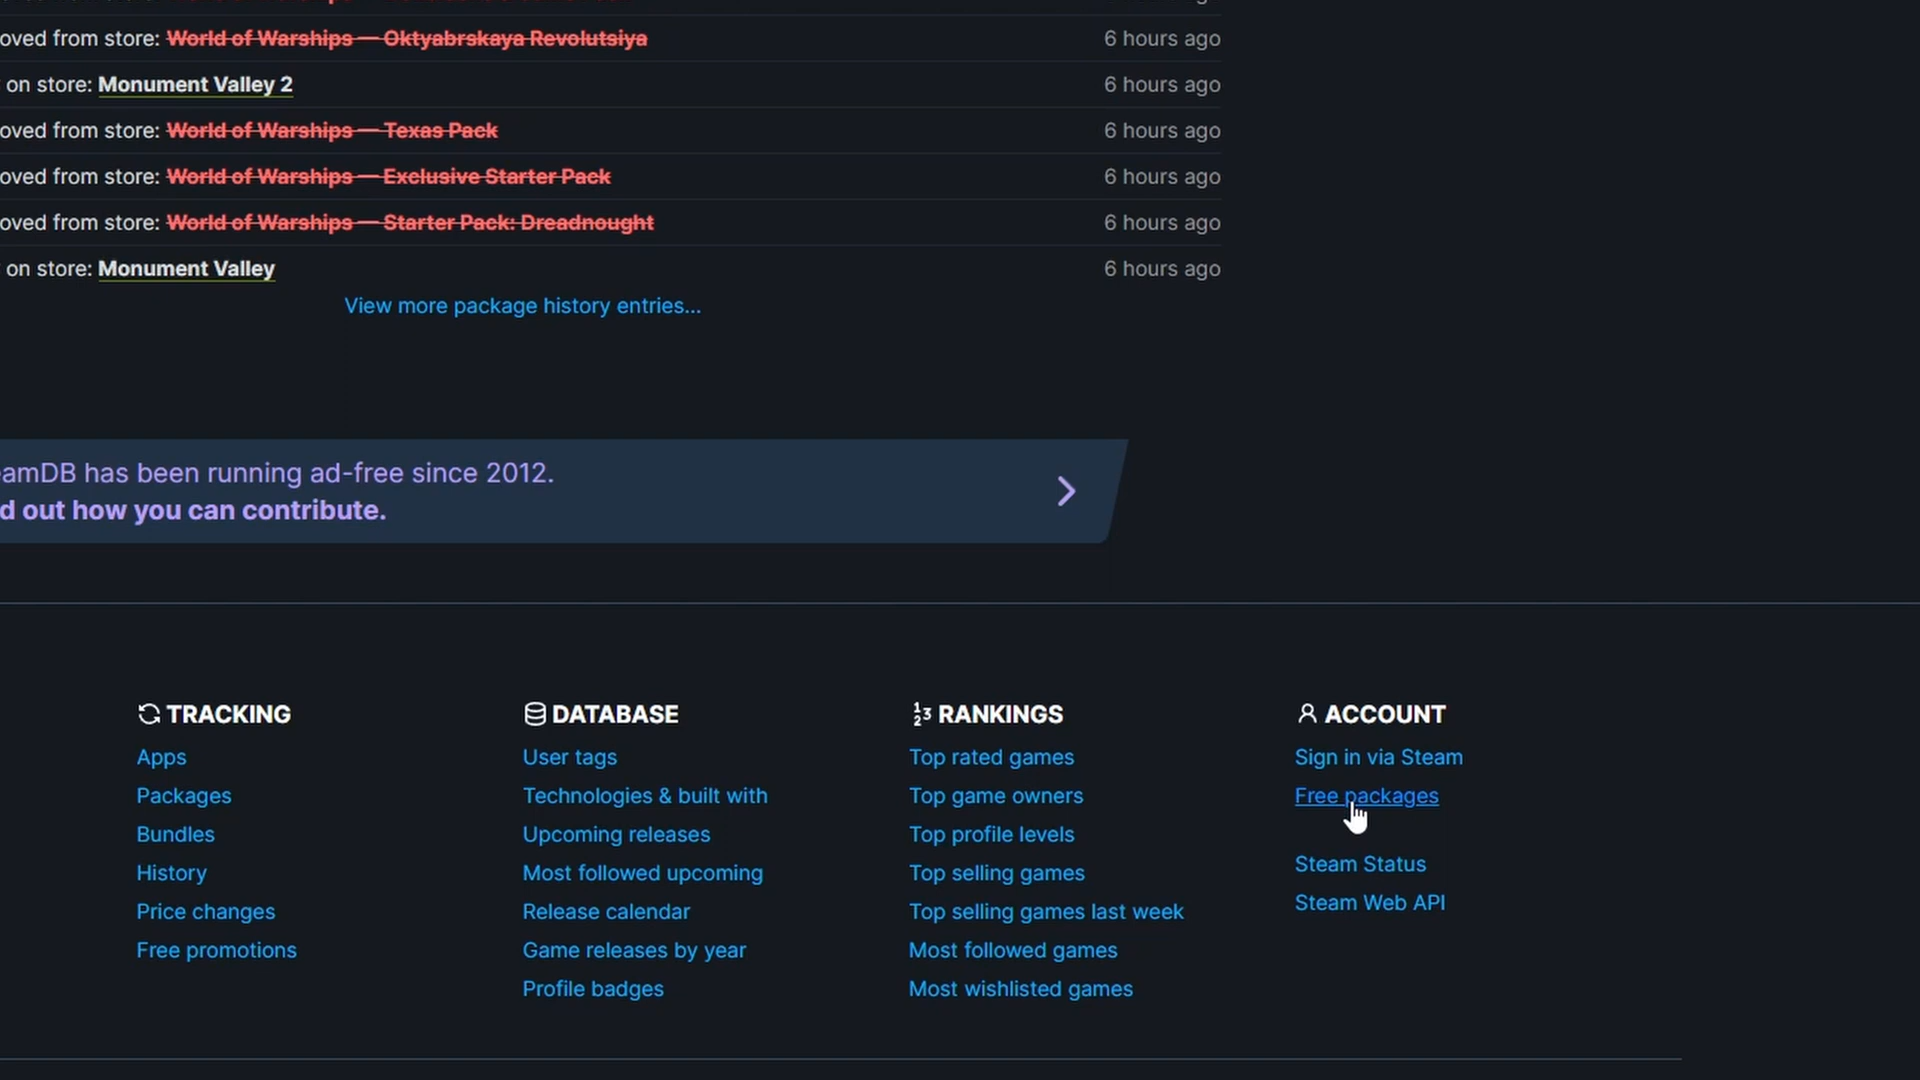 oved from store: World of Warships — Oktyabrskaya Revolutsiya 6 hours ago
on store: Monument Valley 2 6 hours ago
oved from store: World of Warships — Texas Pack 6 hours ago
oved from store: World of Warships — Exclusive Starter Pack 6 hours ago
oved from store: World of Warships — Starter Pack: Dreadnought 6 hours ago
on store: Monument Valley 6 hours ago
View more package history entries...
eamDB has been running ad-free since 2012.
d out how you can contribute.
TRACKING
Apps
Packages
Bundles
History
Price changes
Free promotions
DATABASE
User tags
Technologies & built with
Upcoming releases
Most followed upcoming
Release calendar
Game releases by year
Profile badges
RANKINGS
Top rated games
Top game owners
Top profile levels
Top selling games
Top selling games last week
Most followed games
Most wishlisted games
ACCOUNT
Sign in via Steam
Free packages
Steam Status
Steam Web API